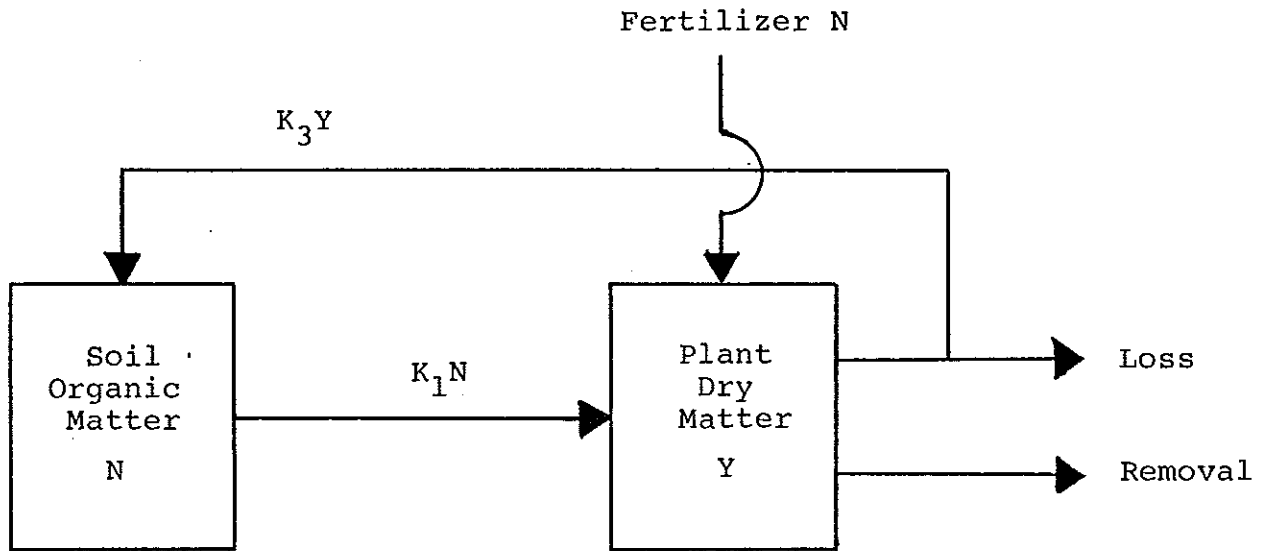 Fertilizer N
K₃Y
Soil
Organic
Matter
N
K₁N
Plant
Dry
Matter
Y
Loss
Removal